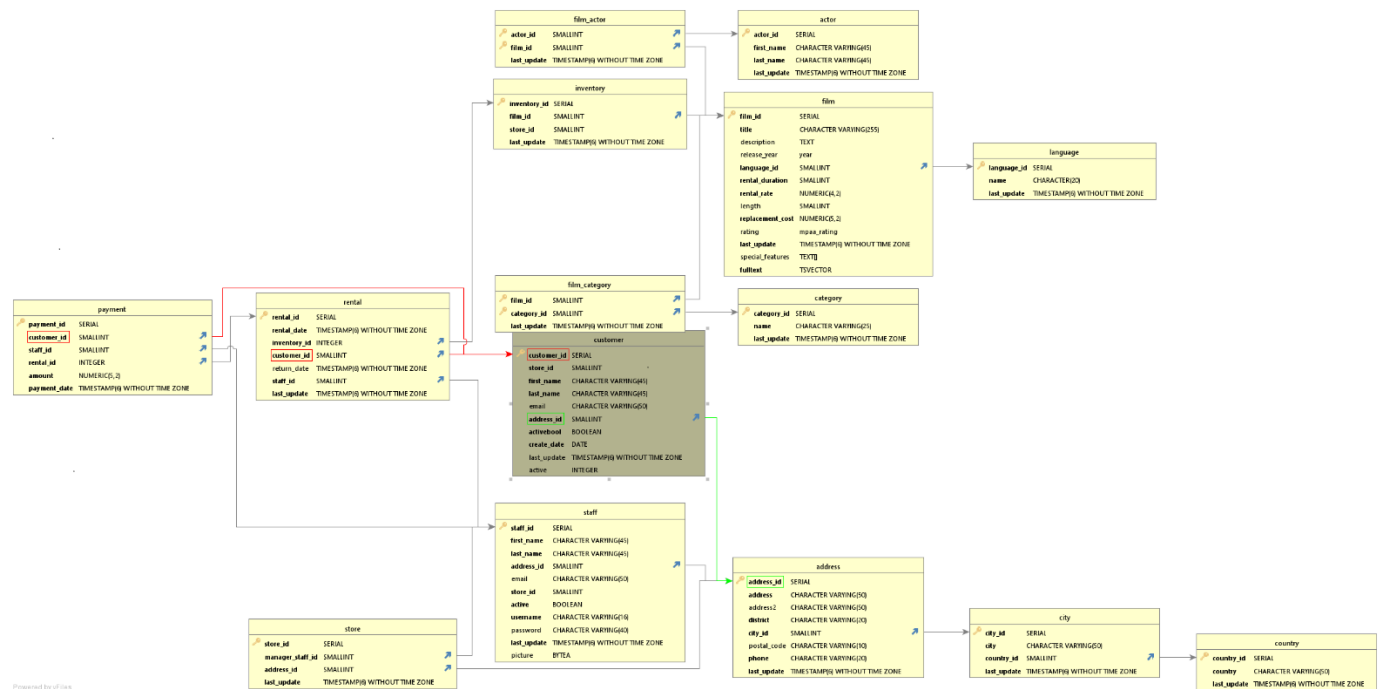 film_actor
actor_id SMALLINT
film_id SMALLINT
last_update TIMESTAMP(6) WITHOUT TIME ZONE
actor
actor_id SERIAL
first_name CHARACTER VARYING(45)
last_name CHARACTER VARYING(45)
last_update TIMESTAMP(6) WITHOUT TIME ZONE
inventory
inventory_id SERIAL
film_id SMALLINT
store_id SMALLINT
last_update TIMESTAMP(6) WITHOUT TIME ZONE
film
film_id SERIAL
title CHARACTER VARYING(255)
description TEXT
release_year year
language_id SMALLINT
rental_duration SMALLINT
rental_rate NUMERIC(4,2)
length SMALLINT
replacement_cost NUMERIC(5,2)
rating mpaa_rating
last_update TIMESTAMP(6) WITHOUT TIME ZONE
special_features TEXT[]
fulltext TSVECTOR
language
language_id SERIAL
name CHARACTER(20)
last_update TIMESTAMP(6) WITHOUT TIME ZONE
payment
payment_id SERIAL
customer_id SMALLINT
staff_id SMALLINT
rental_id INTEGER
amount NUMERIC(5,2)
payment_date TIMESTAMP(6) WITHOUT TIME ZONE
rental
rental_id SERIAL
rental_date TIMESTAMP(6) WITHOUT TIME ZONE
inventory_id INTEGER
customer_id SMALLINT
return_date TIMESTAMP(6) WITHOUT TIME ZONE
staff_id SMALLINT
last_update TIMESTAMP(6) WITHOUT TIME ZONE
film_category
film_id SMALLINT
category_id SMALLINT
last_update TIMESTAMP(6) WITHOUT TIME ZONE
category
category_id SERIAL
name CHARACTER VARYING(25)
last_update TIMESTAMP(6) WITHOUT TIME ZONE
customer
customer_id SERIAL
store_id SMALLINT
first_name CHARACTER VARYING(45)
last_name CHARACTER VARYING(45)
email CHARACTER VARYING(50)
address_id SMALLINT
activebool BOOLEAN
create_date DATE
last_update TIMESTAMP(6) WITHOUT TIME ZONE
active INTEGER
staff
staff_id SERIAL
first_name CHARACTER VARYING(45)
last_name CHARACTER VARYING(45)
address_id SMALLINT
email CHARACTER VARYING(50)
store_id SMALLINT
active BOOLEAN
username CHARACTER VARYING(16)
password CHARACTER VARYING(40)
last_update TIMESTAMP(6) WITHOUT TIME ZONE
picture BYTEA
store
store_id SERIAL
manager_staff_id SMALLINT
address_id SMALLINT
last_update TIMESTAMP(6) WITHOUT TIME ZONE
address
address_id SERIAL
address CHARACTER VARYING(50)
address2 CHARACTER VARYING(50)
district CHARACTER VARYING(20)
city_id SMALLINT
postal_code CHARACTER VARYING(10)
phone CHARACTER VARYING(20)
last_update TIMESTAMP(6) WITHOUT TIME ZONE
city
city_id SERIAL
city CHARACTER VARYING(50)
country_id SMALLINT
last_update TIMESTAMP(6) WITHOUT TIME ZONE
country
country_id SERIAL
country CHARACTER VARYING(50)
last_update TIMESTAMP(6) WITHOUT TIME ZONE
Powered by yFiles